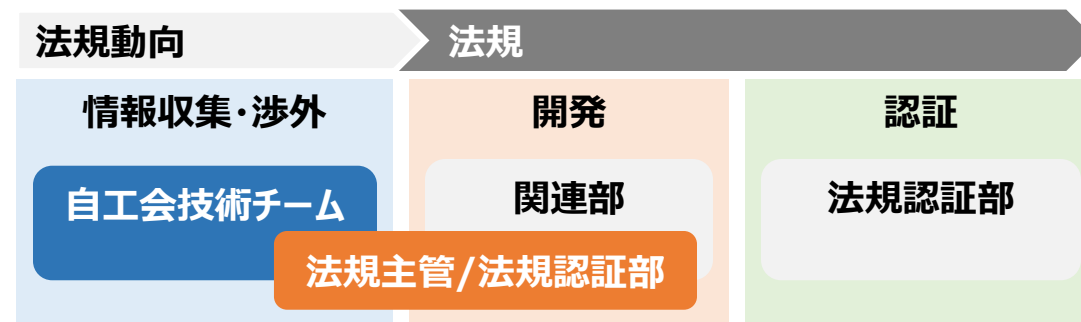 法規動向
法規
情報収集･渉外
開発
認証
自工会技術チーム
関連部
法規認証部
法規主管/法規認証部